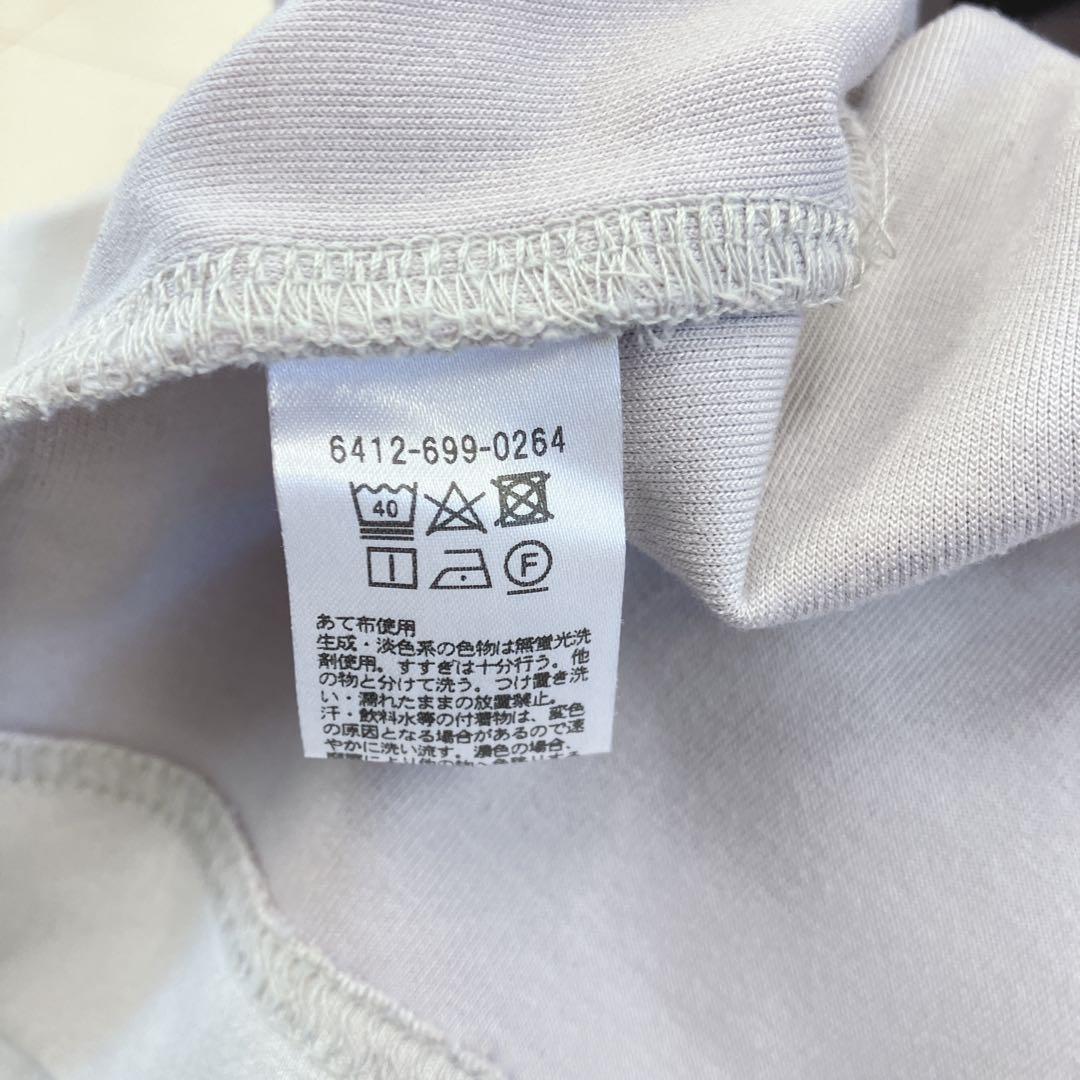 6412-699-0264
40
F
あて布使用
生成・淡色系の色物は無蛍光洗
剤使用。すすぎは十分行う。他
の物と分けて洗う。つけ置き洗
い・濡れたままの放置禁止。
汗・飲料水等の付着物は、変色
の原因となる場合があるので速
やかに洗い流す。濃色の場合、